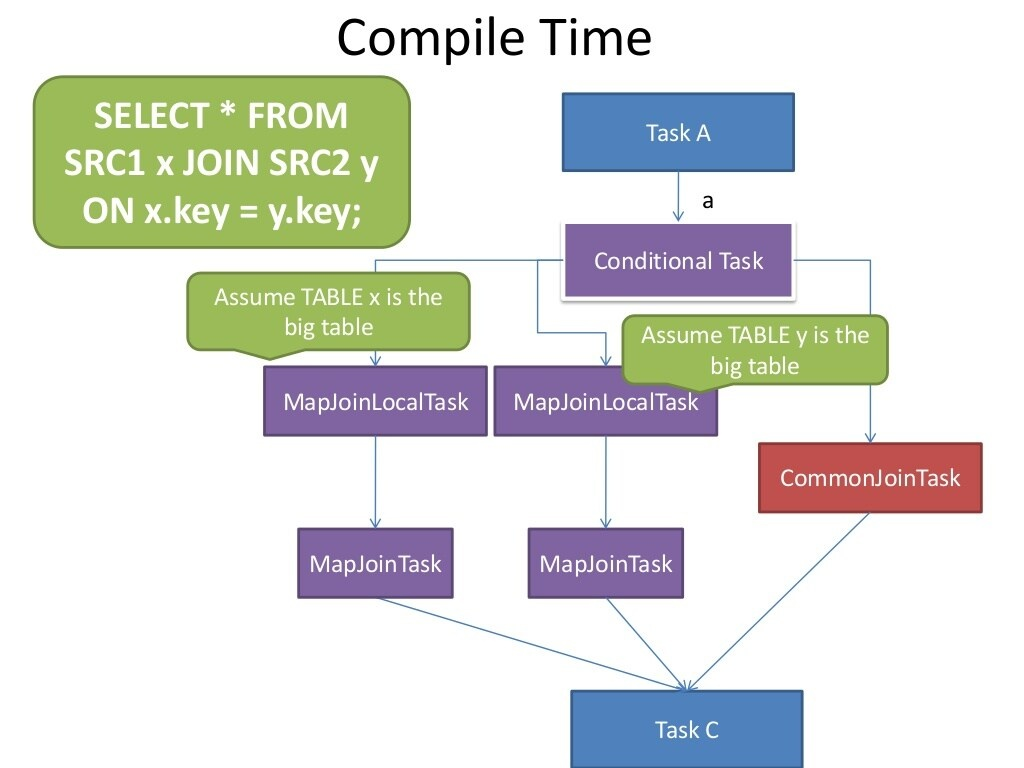 Compile Time
SELECT * FROM
SRC1 x JOIN SRC2 y
ON x.key = y.key;
Task A
a
Conditional Task
Assume TABLE x is the
big table
Assume TABLE y is the
big table
MapJoinLocalTask
MapJoinLocalTask
CommonJoinTask
MapJoinTask
MapJoinTask
Task C